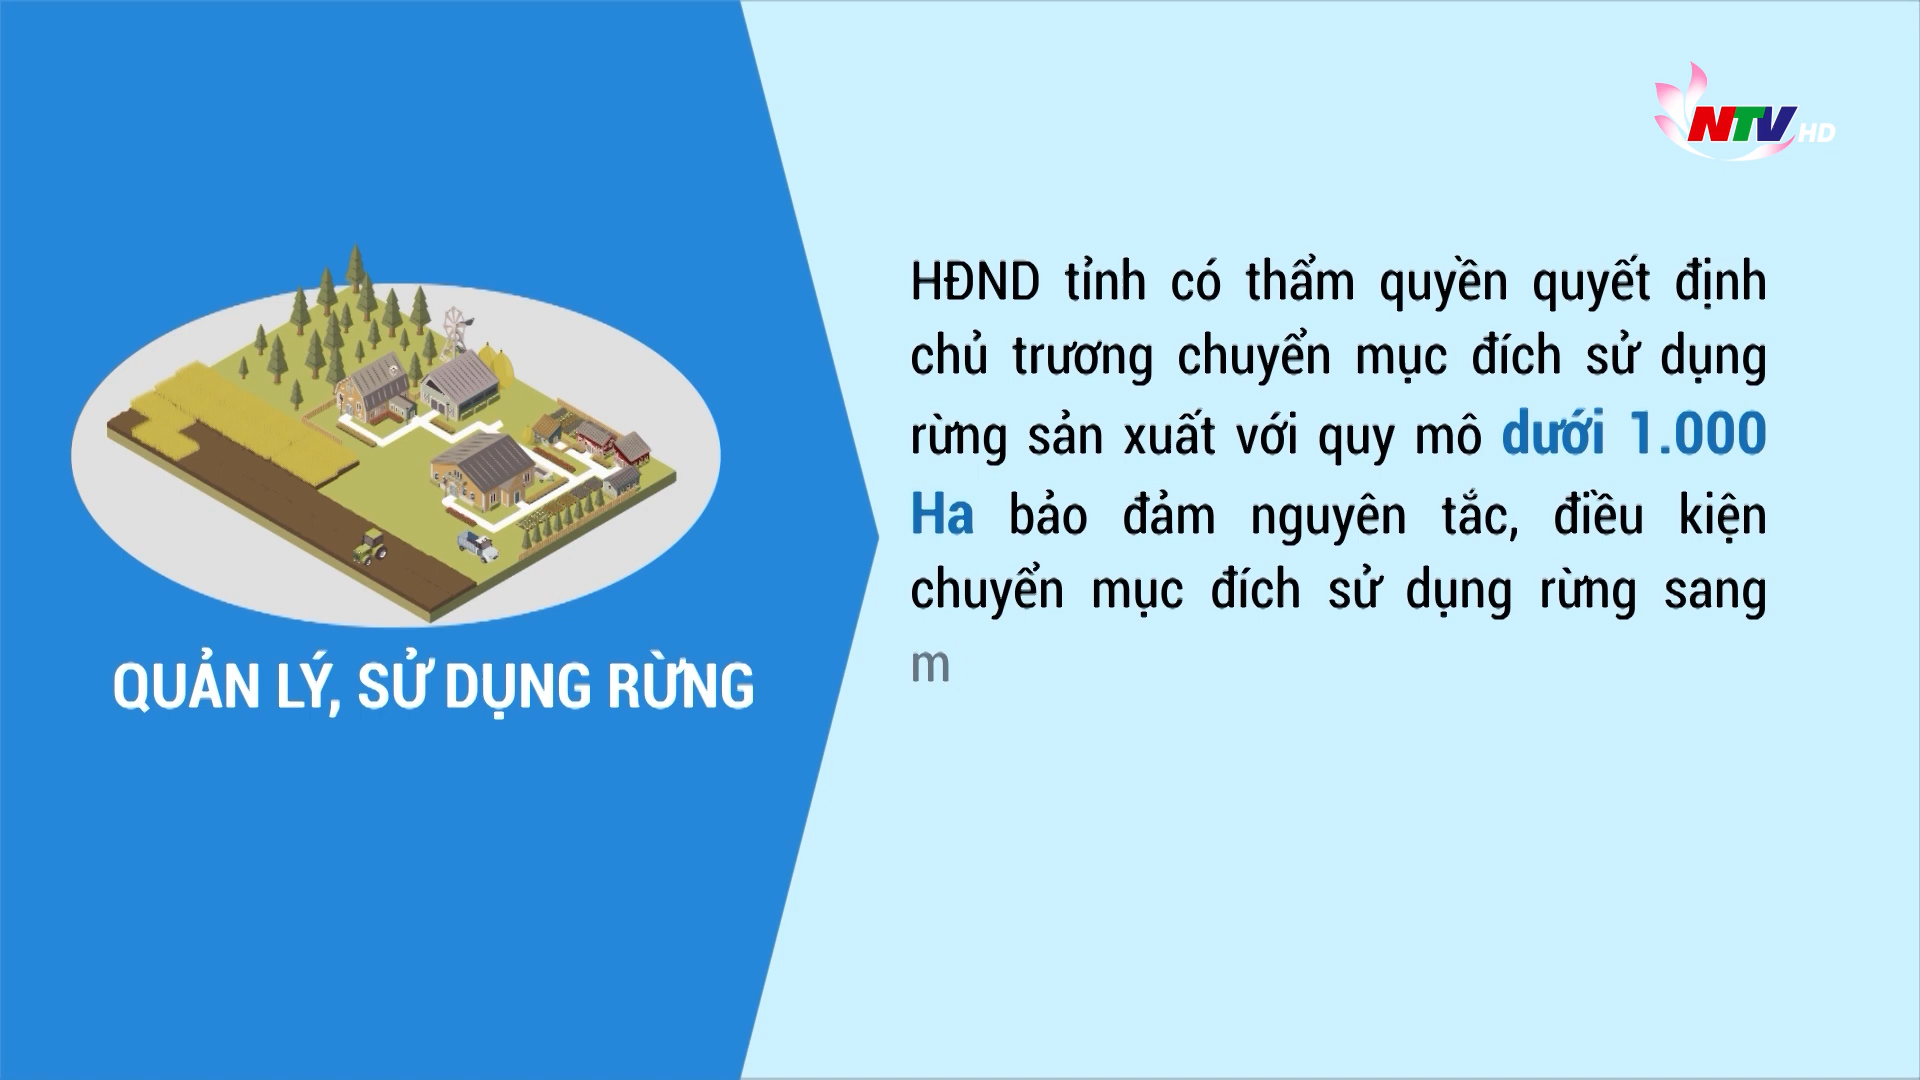 NTV HD
HĐND tỉnh có thẩm quyền quyết định
chủ trương chuyển mục đích sử dụng
rừng sản xuất với quy mô dưới 1.000
Ha bảo đảm nguyên tắc, điều kiện
chuyển mục đích sử dụng rừng sang
m
QUẢN LÝ, SỬ DỤNG RỪNG